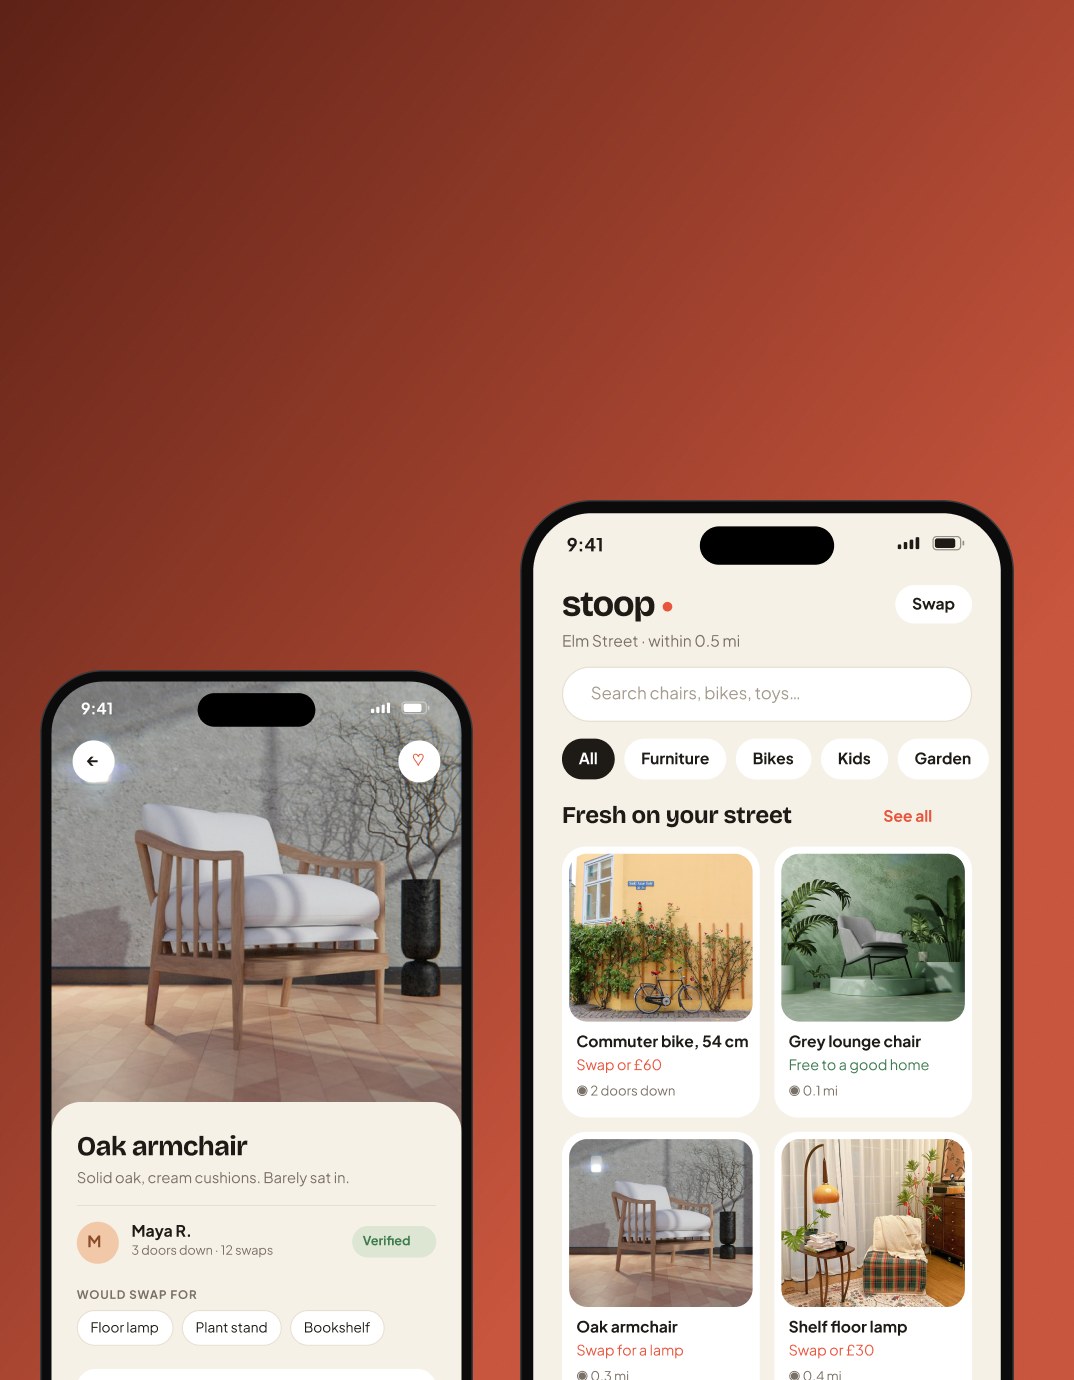 9:41
stoop
Swap
Elm Street · within 0.5 mi
Search chairs, bikes, toys...
All
Furniture
Bikes
Kids
Garden
Fresh on your street
See all
Commuter bike, 54 cm
Swap or £60
2 doors down
Grey lounge chair
Free to a good home
0.1 mi
Oak armchair
Swap for a lamp
0.3 mi
Shelf floor lamp
Swap or £30
0.4 mi
9:41
Oak armchair
Solid oak, cream cushions. Barely sat in.
M
Maya R.
3 doors down · 12 swaps
Verified
WOULD SWAP FOR
Floor lamp
Plant stand
Bookshelf